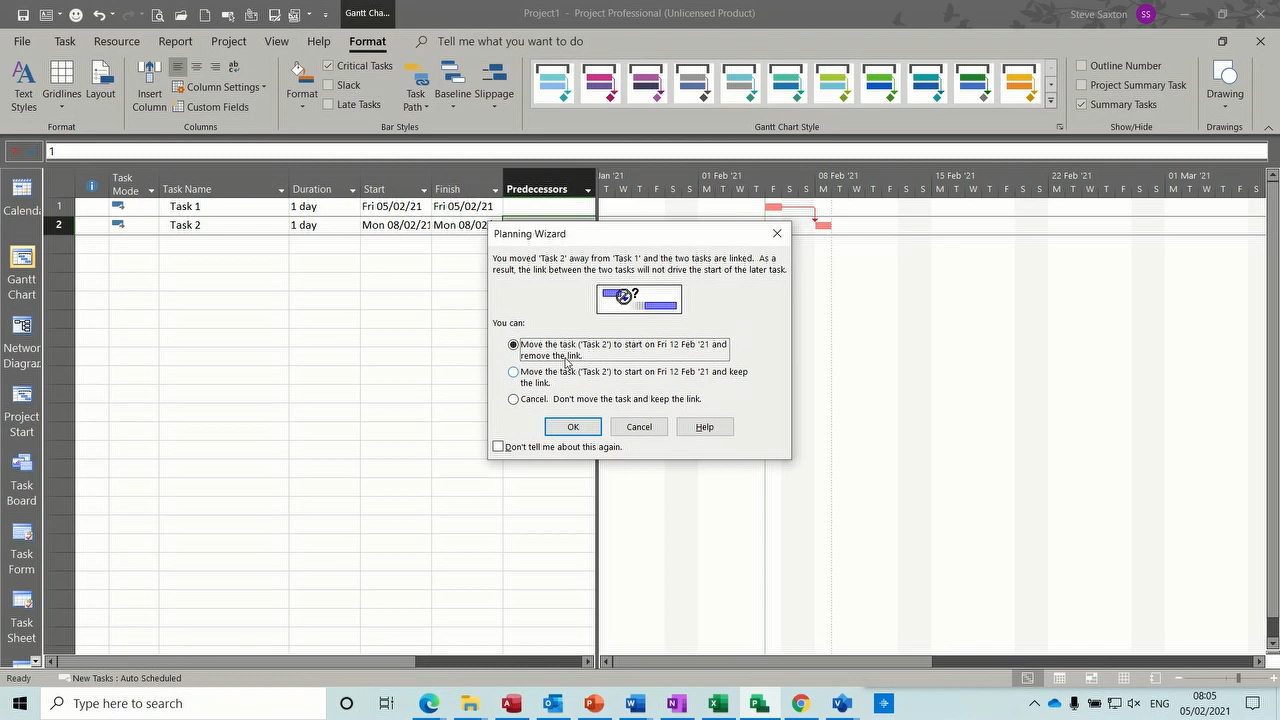 Gantt Cha...
Project1 - Project Professional (Unlicensed Product)
Steve Saxton
SS
File Task Resource Report Project View Help Format Tell me what you want to do
Text Styles
Gridlines
Layout
Format
Insert Column
Column Settings
Custom Fields
Columns
Format
Critical Tasks
Slack
Late Tasks
Task Path
Baseline
Slippage
Bar Styles
Gantt Chart Style
Outline Number
Project Summary Task
Summary Tasks
Show/Hide
Drawing
Drawings
1
Task Mode
Task Name
Duration
Start
Finish
Predecessors
Jan '21 01 Feb '21 08 Feb '21 15 Feb '21 22 Feb '21 01 Mar '21
T W T F S S M T W T F S S M T W T F S S M T W T F S S M T W T F S S M T W T F S
1 Task 1 1 day Fri 05/02/21 Fri 05/02/21
2 Task 2 1 day Mon 08/02/21 Mon 08/02
Calenda
Gantt Chart
Networ Diagran
Project Start
Task Board
Task Form
Task Sheet
Planning Wizard
You moved 'Task 2' away from 'Task 1' and the two tasks are linked. As a
result, the link between the two tasks will not drive the start of the later task.
?
You can:
Move the task ('Task 2') to start on Fri 12 Feb '21 and
remove the link.
Move the task ('Task 2') to start on Fri 12 Feb '21 and keep
the link.
Cancel. Don't move the task and keep the link.
OK Cancel Help
Don't tell me about this again.
Ready New Tasks : Auto Scheduled
Type here to search
ENG
08:05
05/02/2021